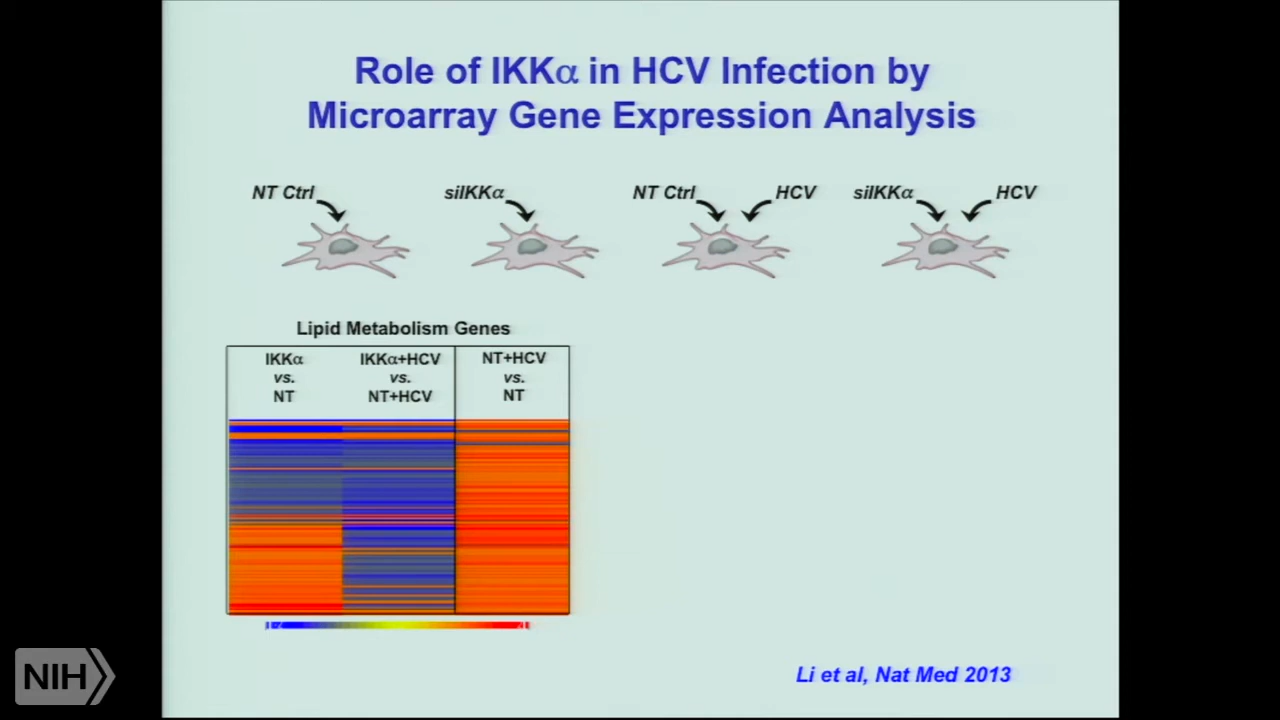 Role of IKKα in HCV Infection by
Microarray Gene Expression Analysis
NT Ctrl
siIKKα
NT Ctrl
HCV
siIKKα
HCV
Lipid Metabolism Genes
IKKα
vs.
NT
IKKα+HCV
vs.
NT+HCV
NT+HCV
vs.
NT
Li et al, Nat Med 2013
NIH